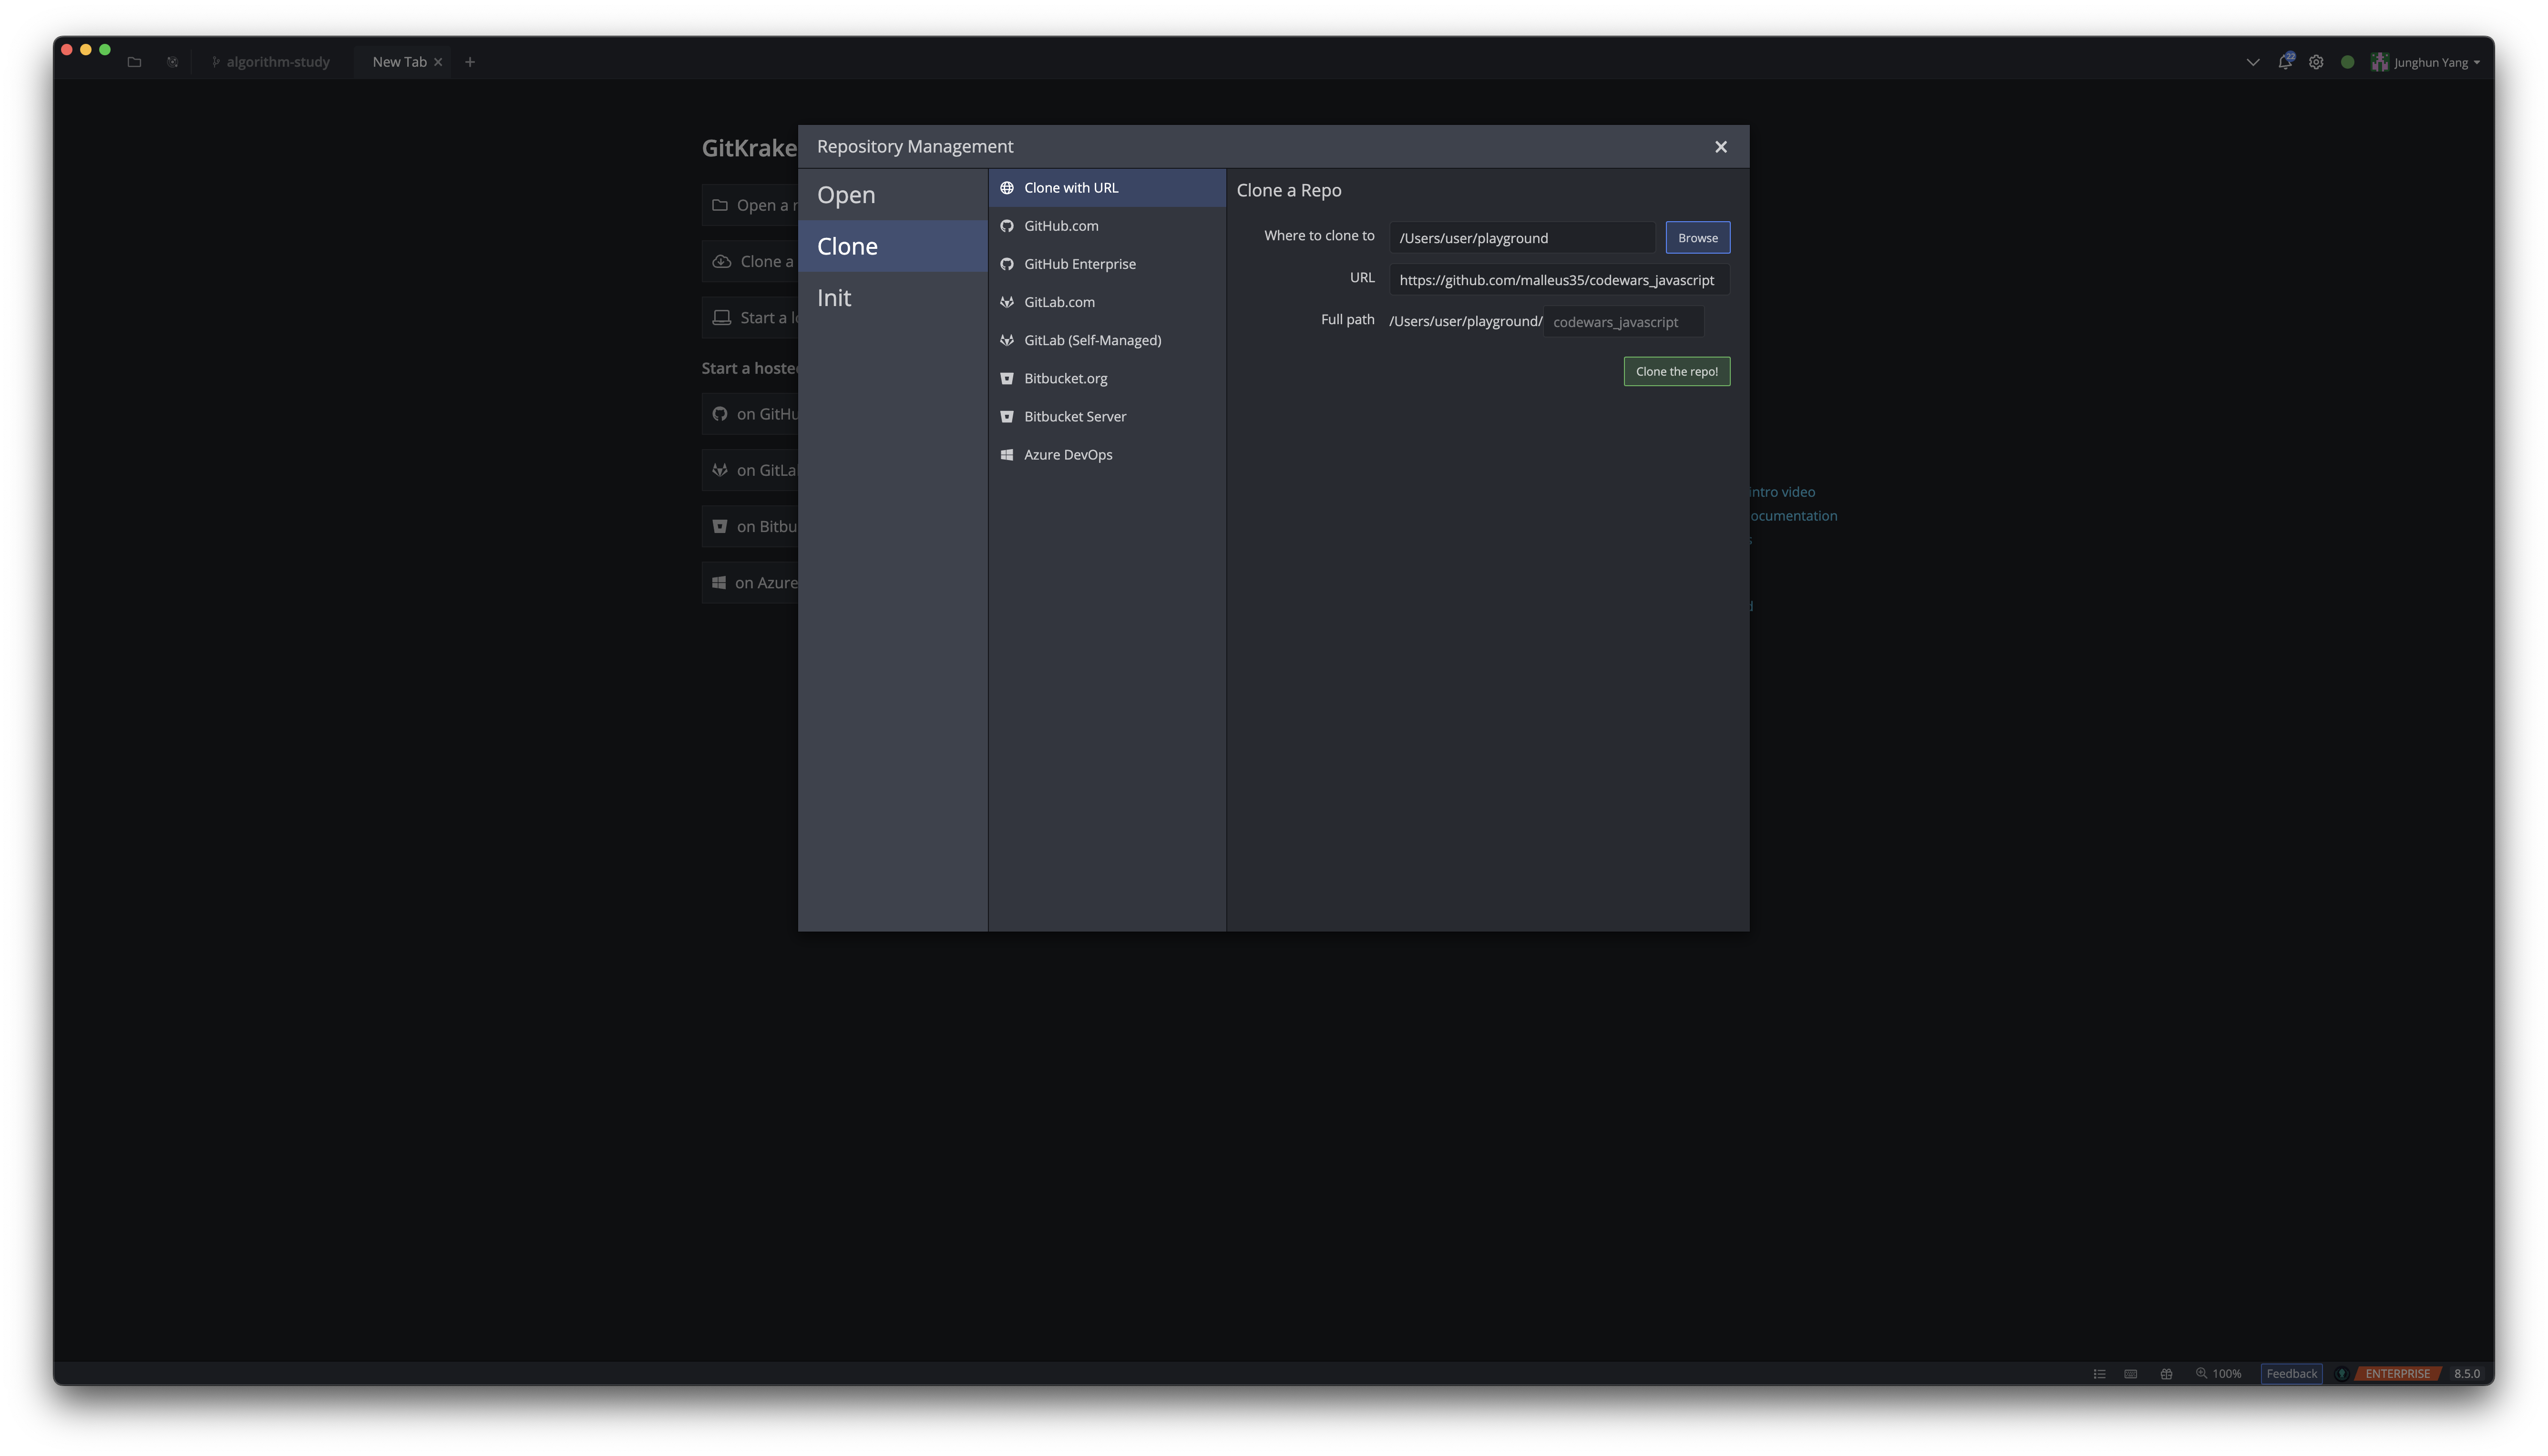 algorithm-study
New Tab
22
Junghun Yang
GitKrake
Open a r
Clone a
Start a lo
Start a hosted
on GitHu
on GitLa
on Bitbu
on Azure
Repository Management
Open
Clone
Init
Clone with URL
GitHub.com
GitHub Enterprise
GitLab.com
GitLab (Self-Managed)
Bitbucket.org
Bitbucket Server
Azure DevOps
Clone a Repo
Where to clone to /Users/user/playground Browse
URL https://github.com/malleus35/codewars_javascript
Full path /Users/user/playground/ codewars_javascript
Clone the repo!
intro video
ocumentation
s
d
100% Feedback ENTERPRISE 8.5.0